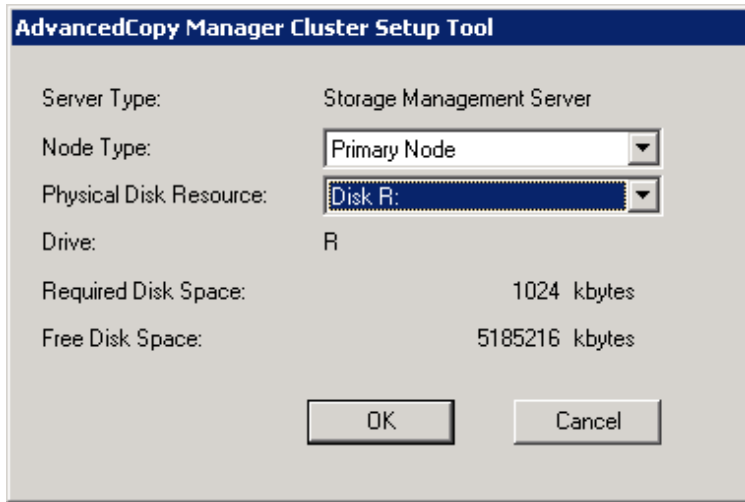 AdvancedCopy Manager Cluster Setup Tool
Server Type: Storage Management Server
Node Type: Primary Node
Physical Disk Resource: Disk R:
Drive: R
Required Disk Space: 1024 kbytes
Free Disk Space: 5185216 kbytes
OK Cancel